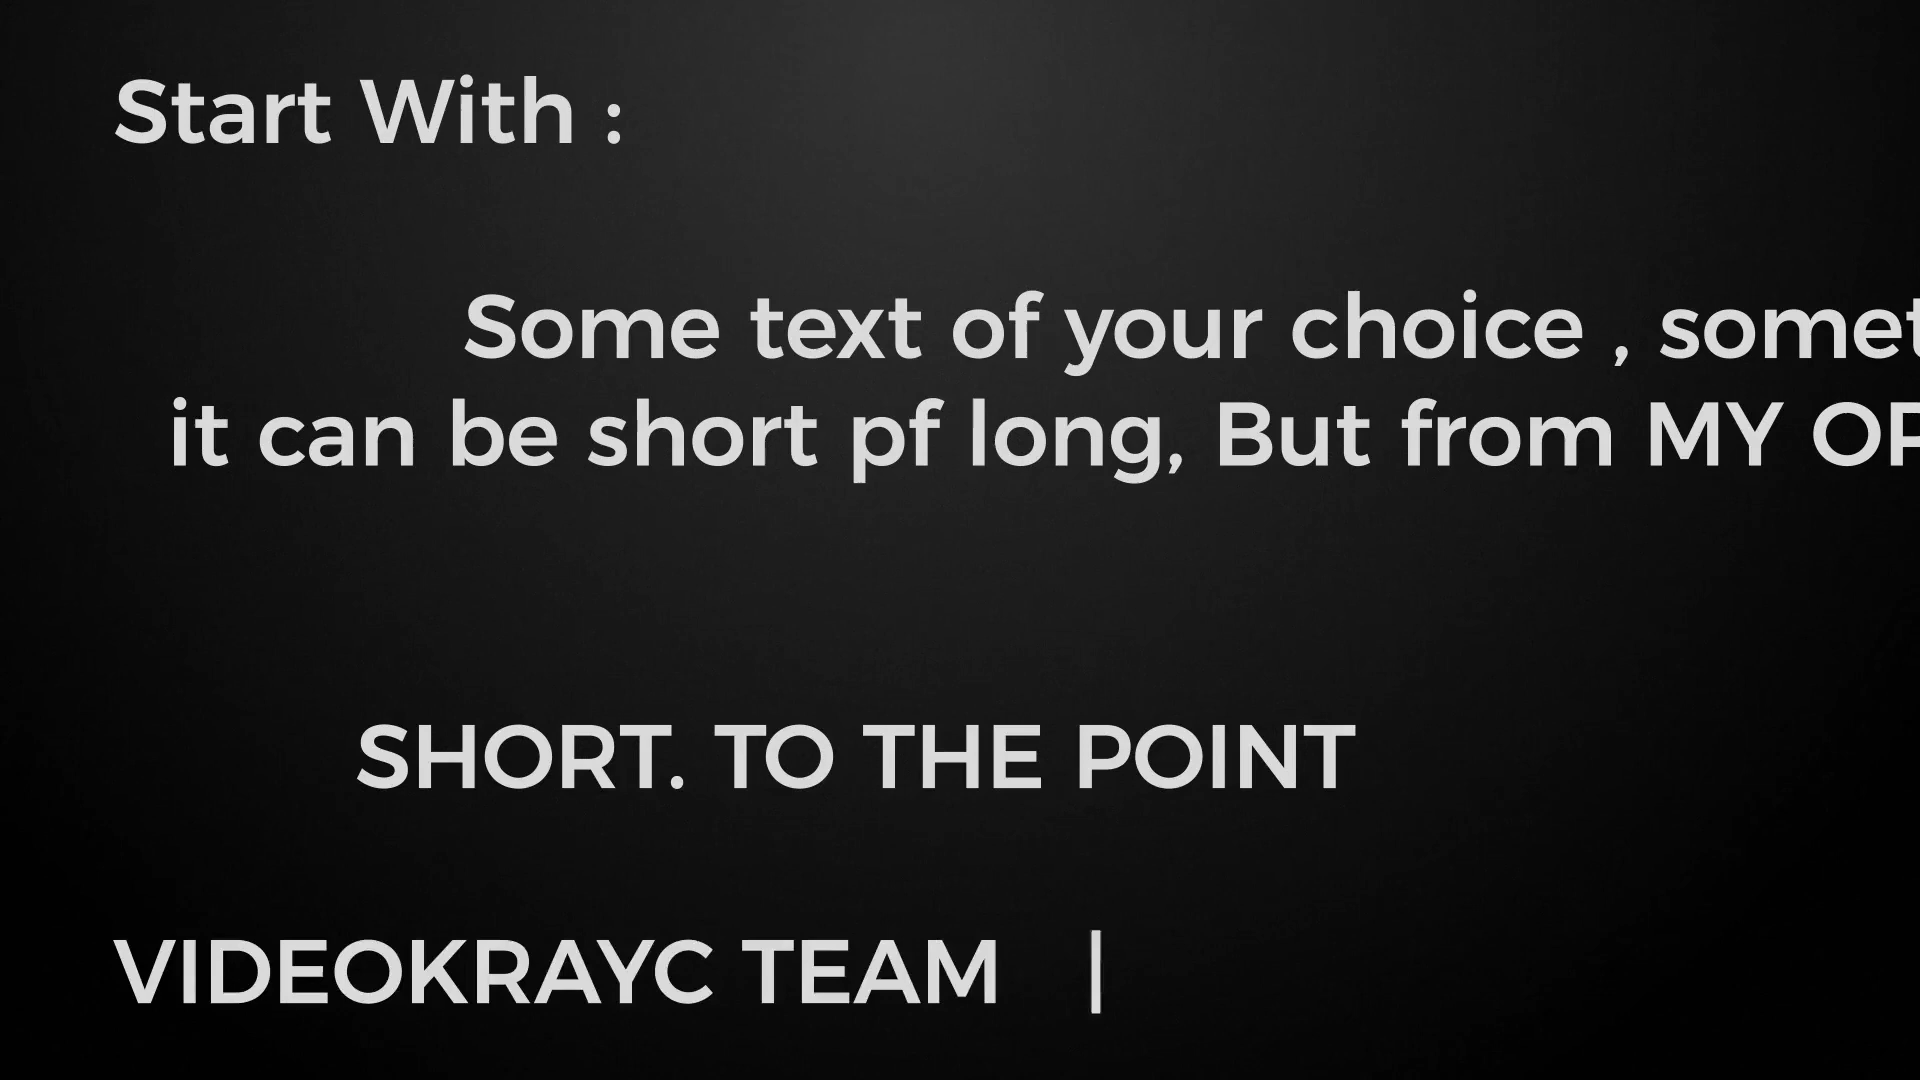 Start With :
Some text of your choice , somet
it can be short pf long, But from MY OP
SHORT. TO THE POINT
VIDEOKRAYC TEAM |